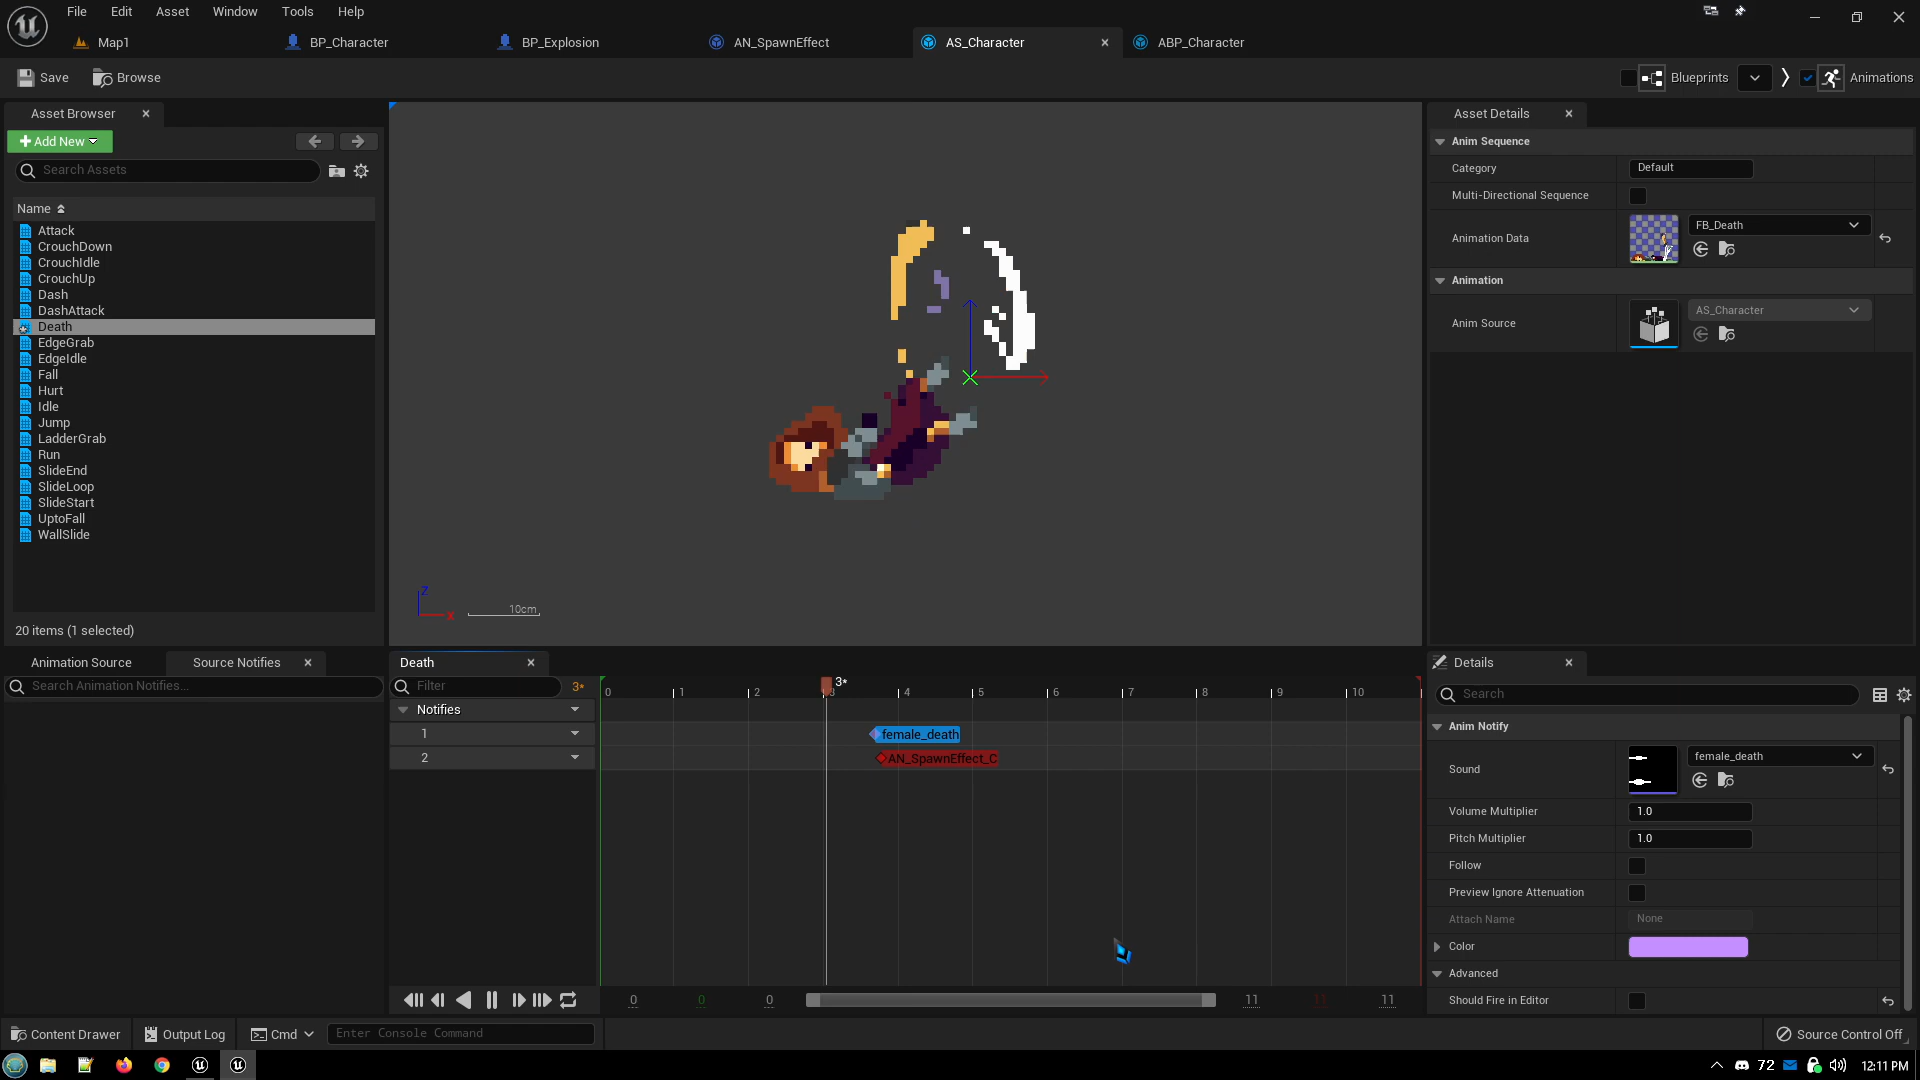 File Edit Asset Window Tools Help
Map1 BP_Character BP_Explosion AN_SpawnEffect AS_Character ABP_Character
Save Browse
Blueprints Animations
Asset Browser
Add New
Search Assets
Name
Attack
CrouchDown
CrouchIdle
CrouchUp
Dash
DashAttack
Death
EdgeGrab
EdgeIdle
Fall
Hurt
Idle
Jump
LadderGrab
Run
SlideEnd
SlideLoop
SlideStart
UptoFall
WallSlide
20 items (1 selected)
Z
X
10cm
Asset Details
Anim Sequence
Category Default
Multi-Directional Sequence
Animation Data FB_Death
Animation
Anim Source AS_Character
Animation Source Source Notifies
Search Animation Notifies...
Death
Filter 3*
3*
0 1 2 3 4 5 6 7 8 9 10
Notifies
1
female_death
2
AN_SpawnEffect_C
0 0 0 11 11 11
Details
Search
Anim Notify
Sound female_death
Volume Multiplier 1.0
Pitch Multiplier 1.0
Follow
Preview Ignore Attenuation
Attach Name None
Color
Advanced
Should Fire in Editor
Content Drawer Output Log Cmd Enter Console Command Source Control Off
72 12:11 PM